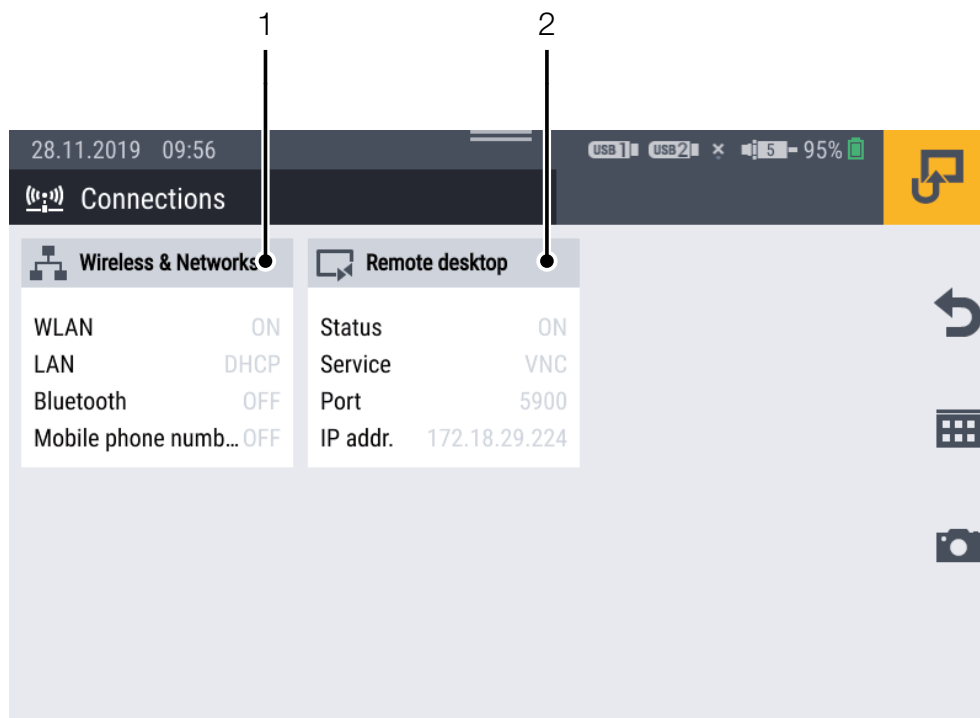 1 2
28.11.2019 09:56 USB 1 USB 2 5 95%
Connections
Wireless & Networks Remote desktop
WLAN ON Status ON
LAN DHCP Service VNC
Bluetooth OFF Port 5900
Mobile phone numb... OFF IP addr. 172.18.29.224